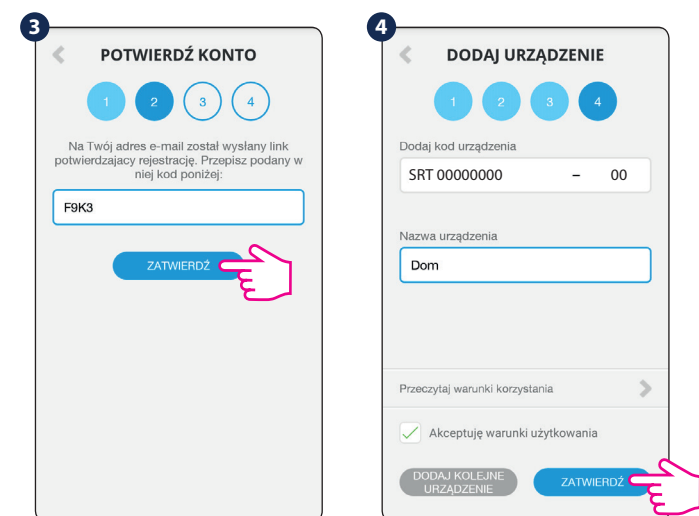 3
POTWIERDŹ KONTO
1 2 3 4
Na Twój adres e-mail został wysłany link
potwierdzajacy rejestrację. Przepisz podany w
niej kod poniżej:
F9K3
ZATWIERDŹ
4
DODAJ URZĄDZENIE
1 2 3 4
Dodaj kod urządzenia
SRT 00000000 – 00
Nazwa urządzenia
Dom
Przeczytaj warunki korzystania
Akceptuję warunki użytkowania
DODAJ KOLEJNE
URZĄDZENIE
ZATWIERDŹ